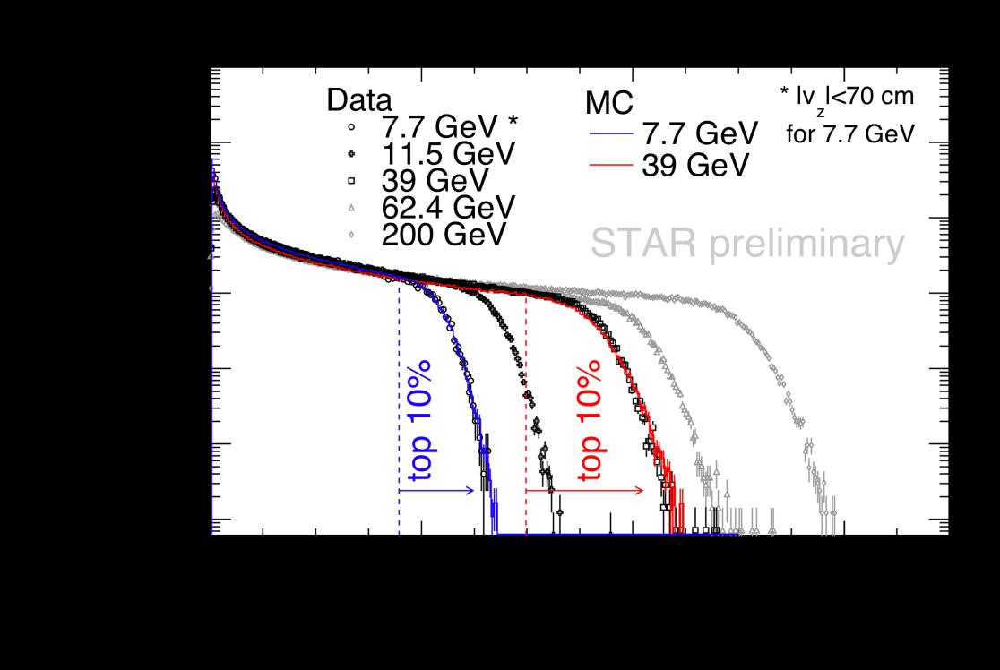 Data
7.7 GeV *
11.5 GeV
39 GeV
62.4 GeV
200 GeV
MC
7.7 GeV
39 GeV
* |vz|<70 cm
for 7.7 GeV
STAR preliminary
top 10%
top 10%